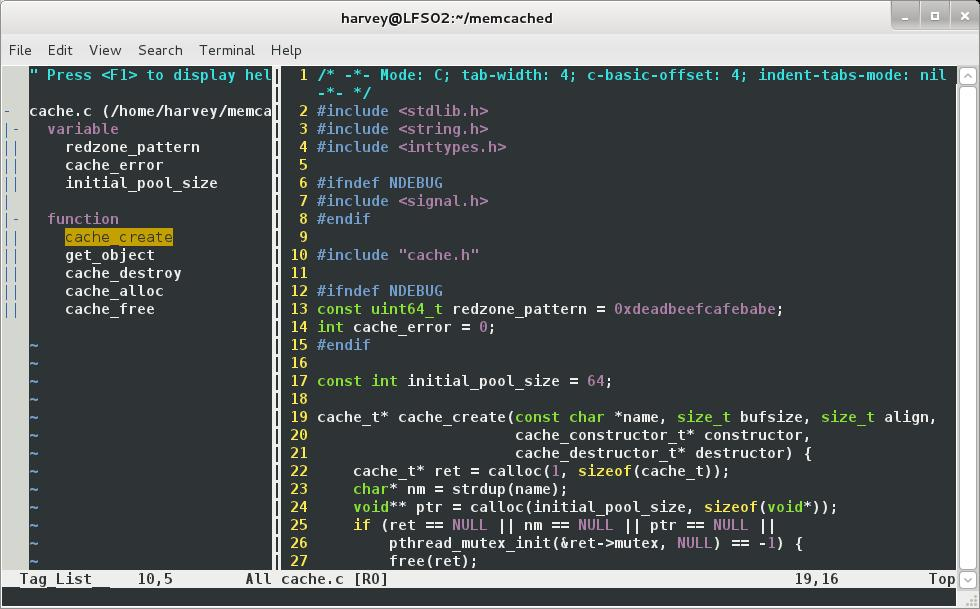 harvey@LFS02:~/memcached
File Edit View Search Terminal Help
" Press <F1> to display hel
cache.c (/home/harvey/memca
variable
redzone_pattern
cache_error
initial_pool_size
function
cache_create
get_object
cache_destroy
cache_alloc
cache_free
~
~
~
~
~
~
~
~
~
~
~
~
~
1 /* -*- Mode: C; tab-width: 4; c-basic-offset: 4; indent-tabs-mode: nil
-*- */
2 #include <stdlib.h>
3 #include <string.h>
4 #include <inttypes.h>
5
6 #ifndef NDEBUG
7 #include <signal.h>
8 #endif
9
10 #include "cache.h"
11
12 #ifndef NDEBUG
13 const uint64_t redzone_pattern = 0xdeadbeefcafebabe;
14 int cache_error = 0;
15 #endif
16
17 const int initial_pool_size = 64;
18
19 cache_t* cache_create(const char *name, size_t bufsize, size_t align,
20 cache_constructor_t* constructor,
21 cache_destructor_t* destructor) {
22 cache_t* ret = calloc(1, sizeof(cache_t));
23 char* nm = strdup(name);
24 void** ptr = calloc(initial_pool_size, sizeof(void*));
25 if (ret == NULL || nm == NULL || ptr == NULL ||
26 pthread_mutex_init(&ret->mutex, NULL) == -1) {
27 free(ret);
__Tag_List__ 10,5 All cache.c [RO] 19,16 Top